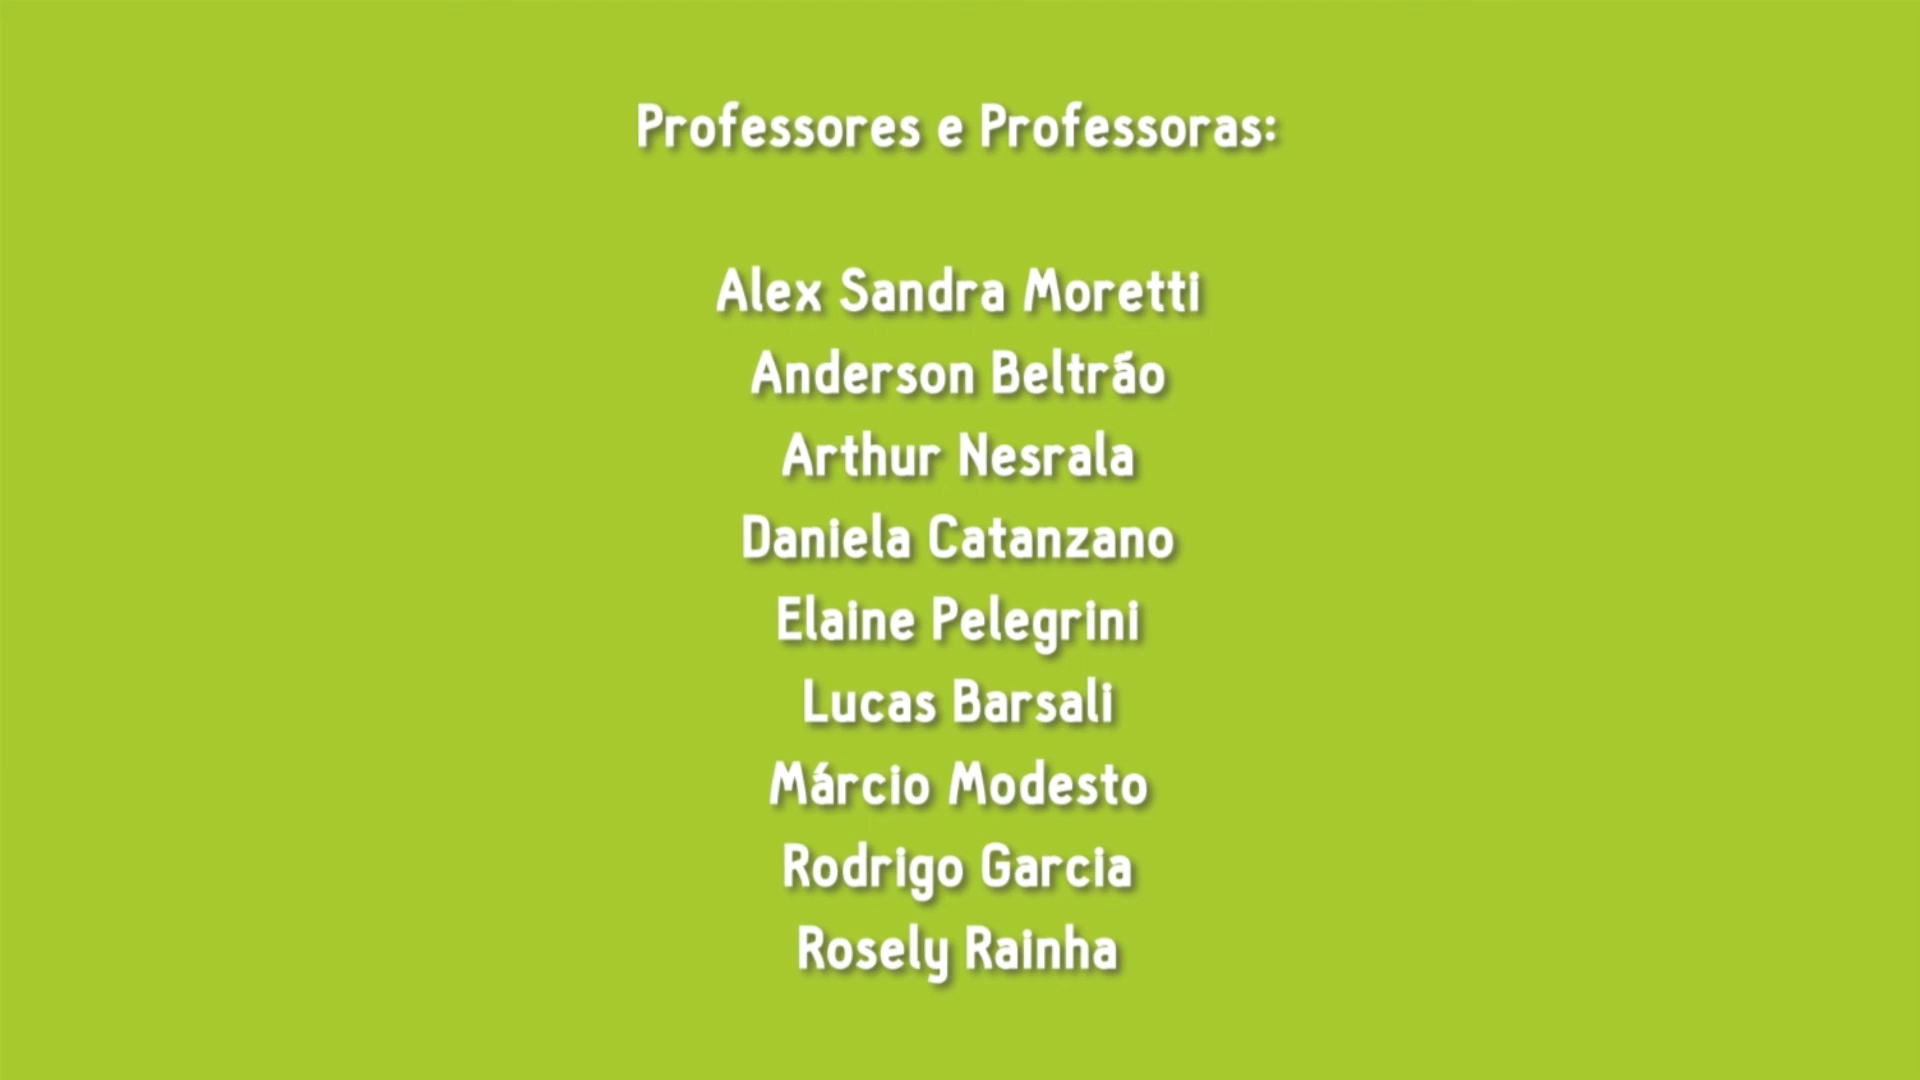 Professores e Professoras:
Alex Sandra Moretti
Anderson Beltrão
Arthur Nesrala
Daniela Catanzano
Elaine Pelegrini
Lucas Barsali
Márcio Modesto
Rodrigo Garcia
Rosely Rainha